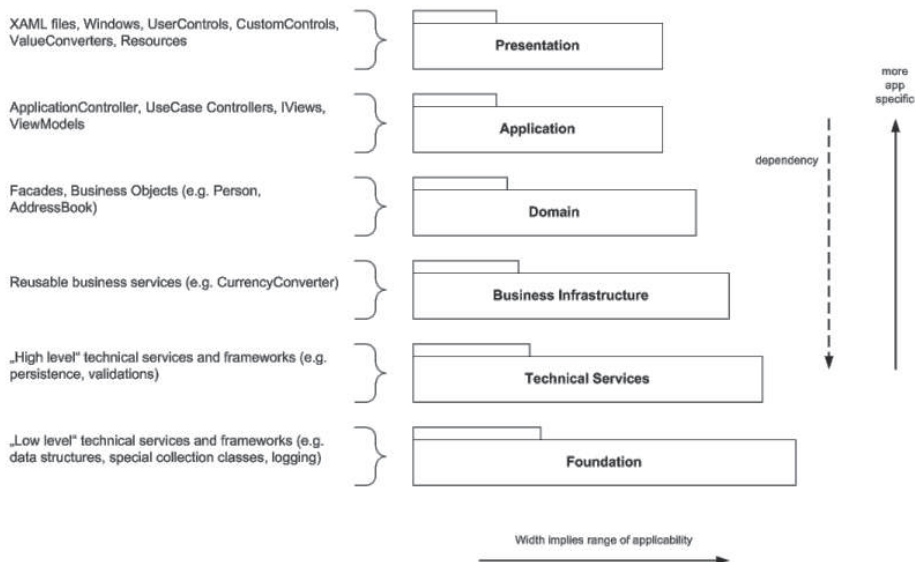 XAML files, Windows, UserControls, CustomControls,
ValueConverters, Resources
Presentation
more
app
specific
ApplicationController, UseCase Controllers, IViews,
ViewModels
Application
dependency
Facades, Business Objects (e.g. Person,
AddressBook)
Domain
Reusable business services (e.g. CurrencyConverter)
Business Infrastructure
„High level“ technical services and frameworks (e.g.
persistence, validations)
Technical Services
„Low level“ technical services and frameworks (e.g.
data structures, special collection classes, logging)
Foundation
Width implies range of applicability